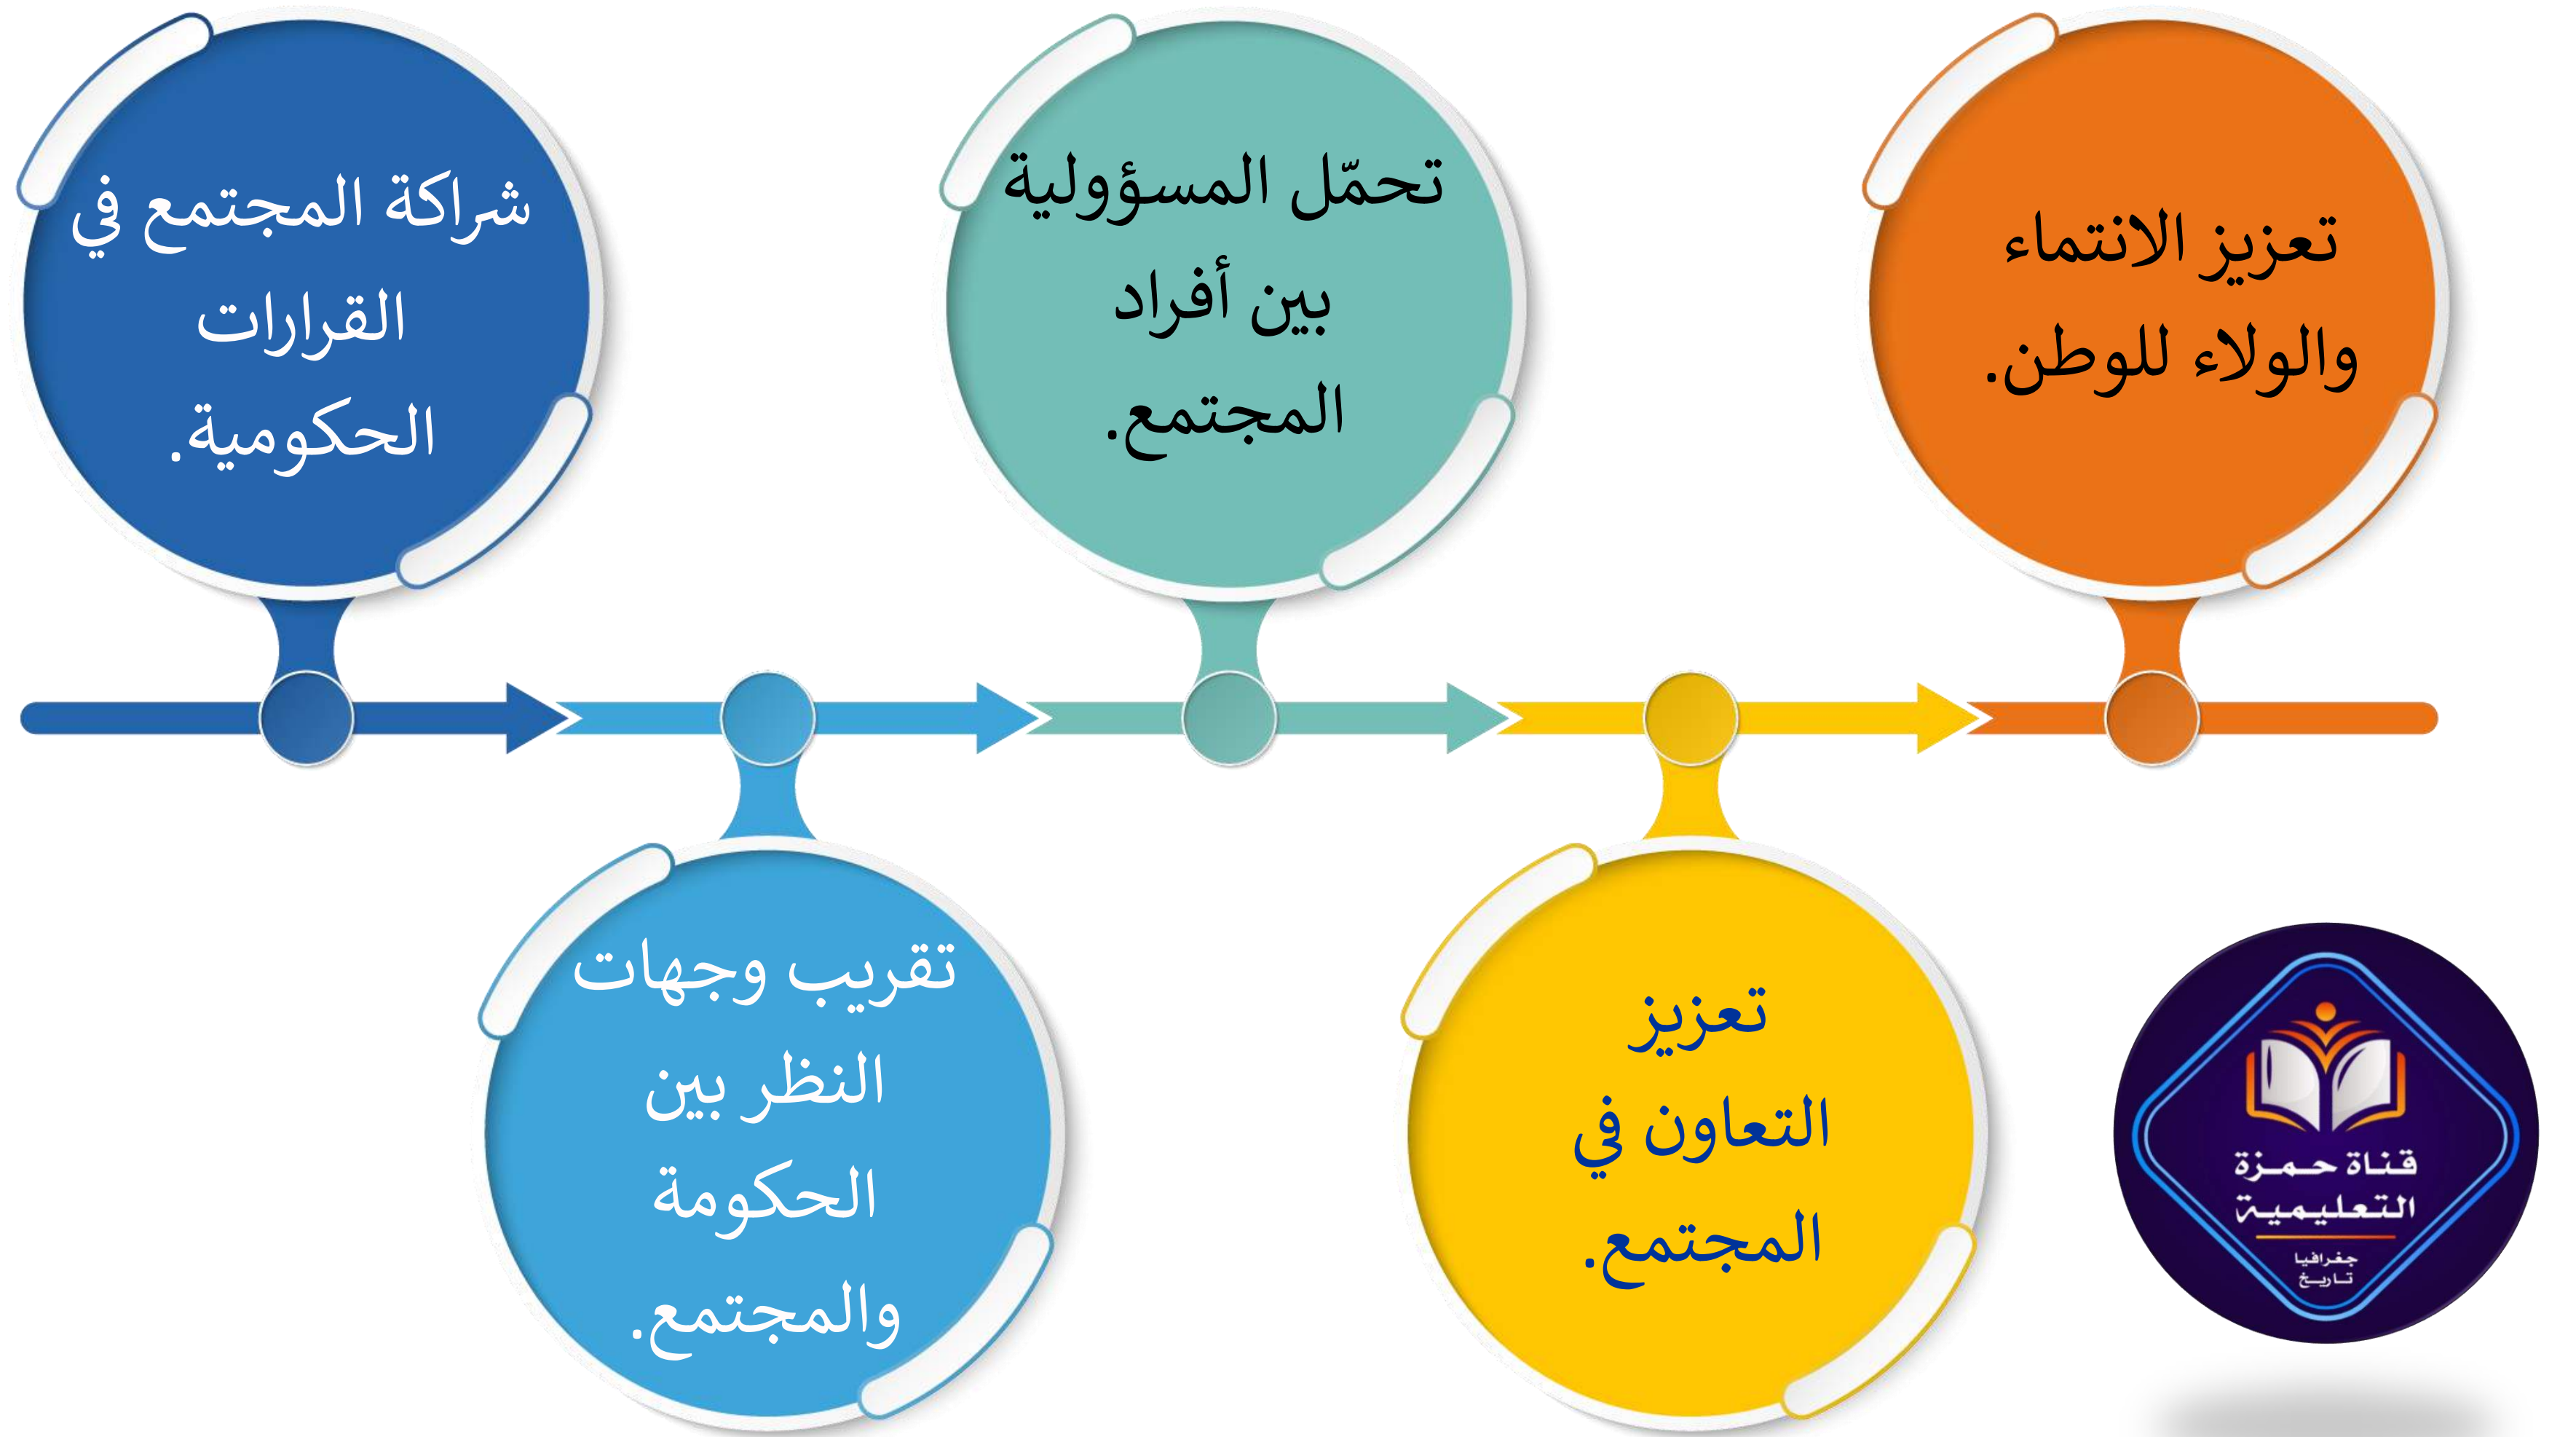 شراكة المجتمع في
القرارات
الحكومية.
تقريب وجهات
النظر بين
الحكومة
والمجتمع.
تحمّل المسؤولية
بين أفراد
المجتمع.
تعزيز
التعاون في
المجتمع.
تعزيز الانتماء
والولاء للوطن.
قناة حمزة
التعليمية
جغرافيا
تاريخ